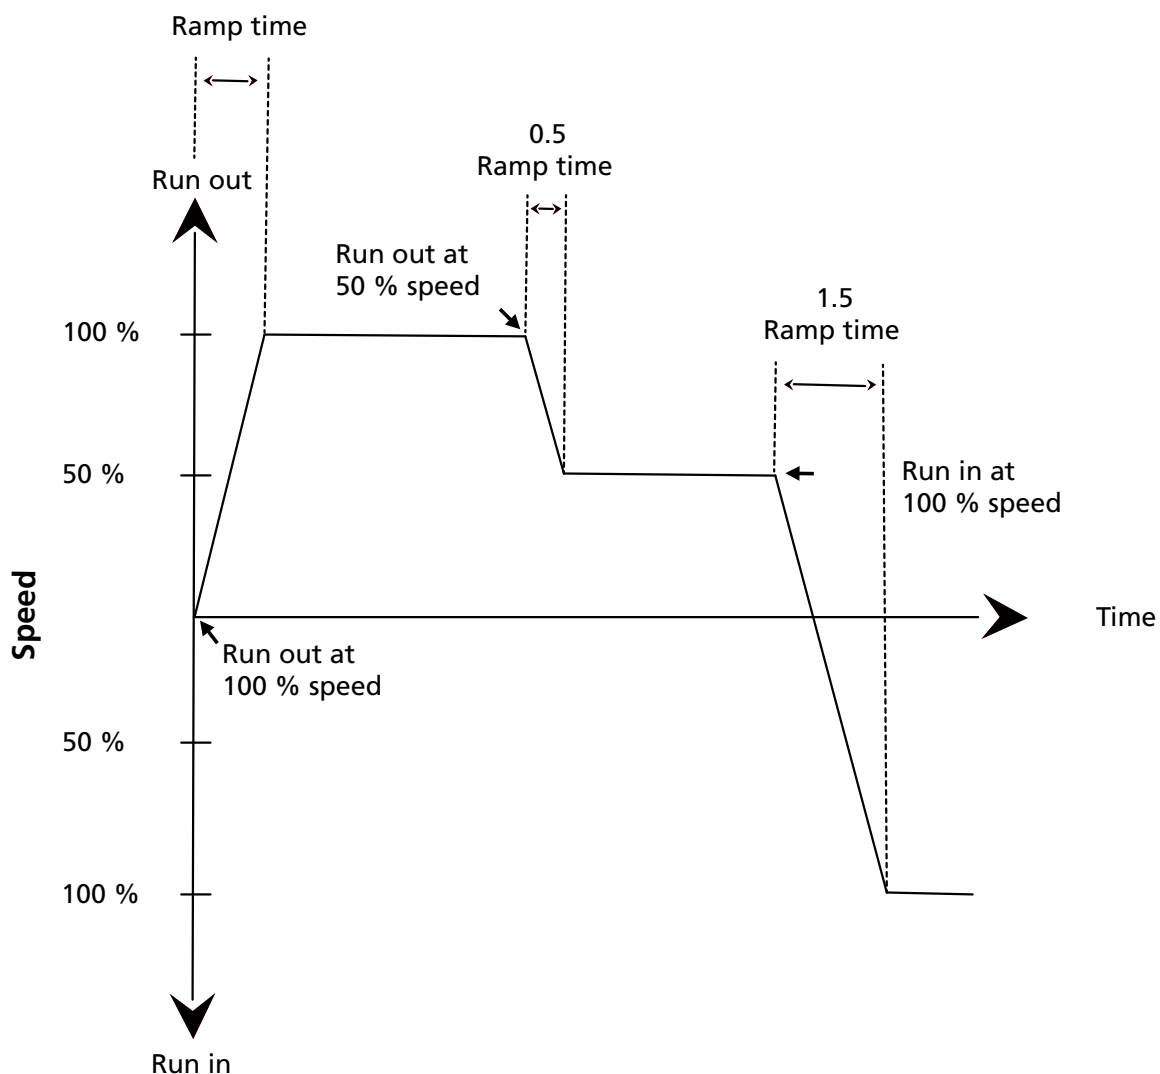 Ramp time
0.5
Ramp time
Run out
Run out at
50 % speed
1.5
Ramp time
100 %
50 %
Run in at
100 % speed
Speed
Time
Run out at
100 % speed
50 %
100 %
Run in